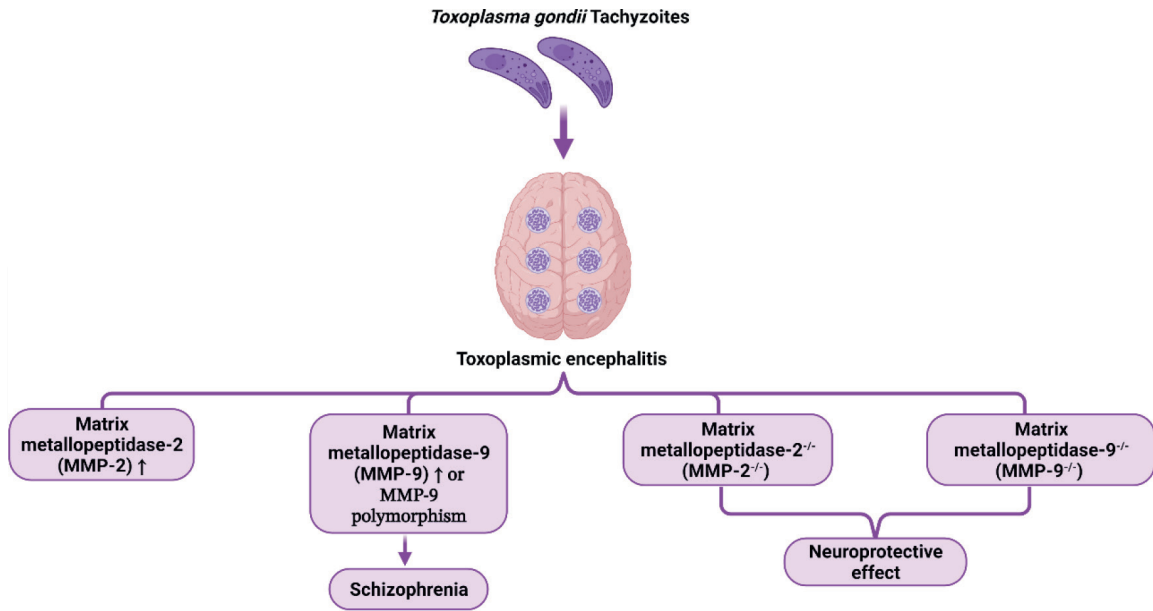 Toxoplasma gondii Tachyzoites
Toxoplasmic encephalitis
Matrix
metallopeptidase-2
(MMP-2) ↑
Matrix
metallopeptidase-9
(MMP-9) ↑ or
MMP-9
polymorphism
Matrix
metallopeptidase-2-/-
(MMP-2-/-)
Matrix
metallopeptidase-9-/-
(MMP-9-/-)
Schizophrenia
Neuroprotective
effect